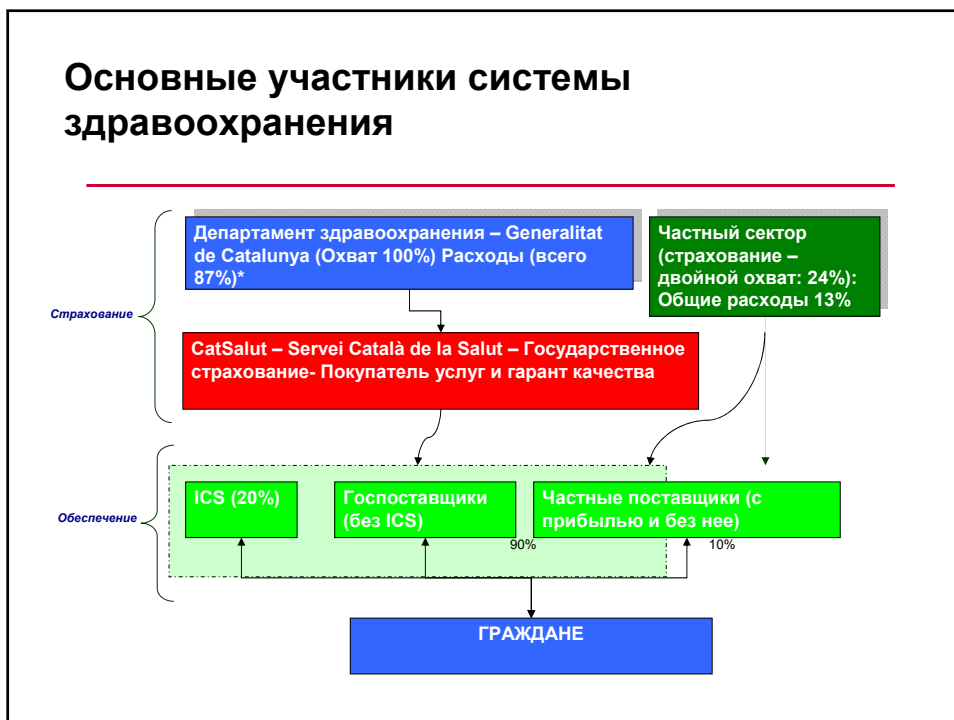 Основные участники системы
здравоохранения
Департамент здравоохранения – Generalitat
de Catalunya (Охват 100%) Расходы (всего
87%)*
Частный сектор
(страхование –
двойной охват: 24%):
Общие расходы 13%
Страхование
CatSalut – Servei Català de la Salut – Государственное
страхование- Покупатель услуг и гарант качества
Обеспечение
ICS (20%)
Госпоставщики
(без ICS)
Частные поставщики (с
прибылью и без нее)
90%
10%
ГРАЖДАНЕ